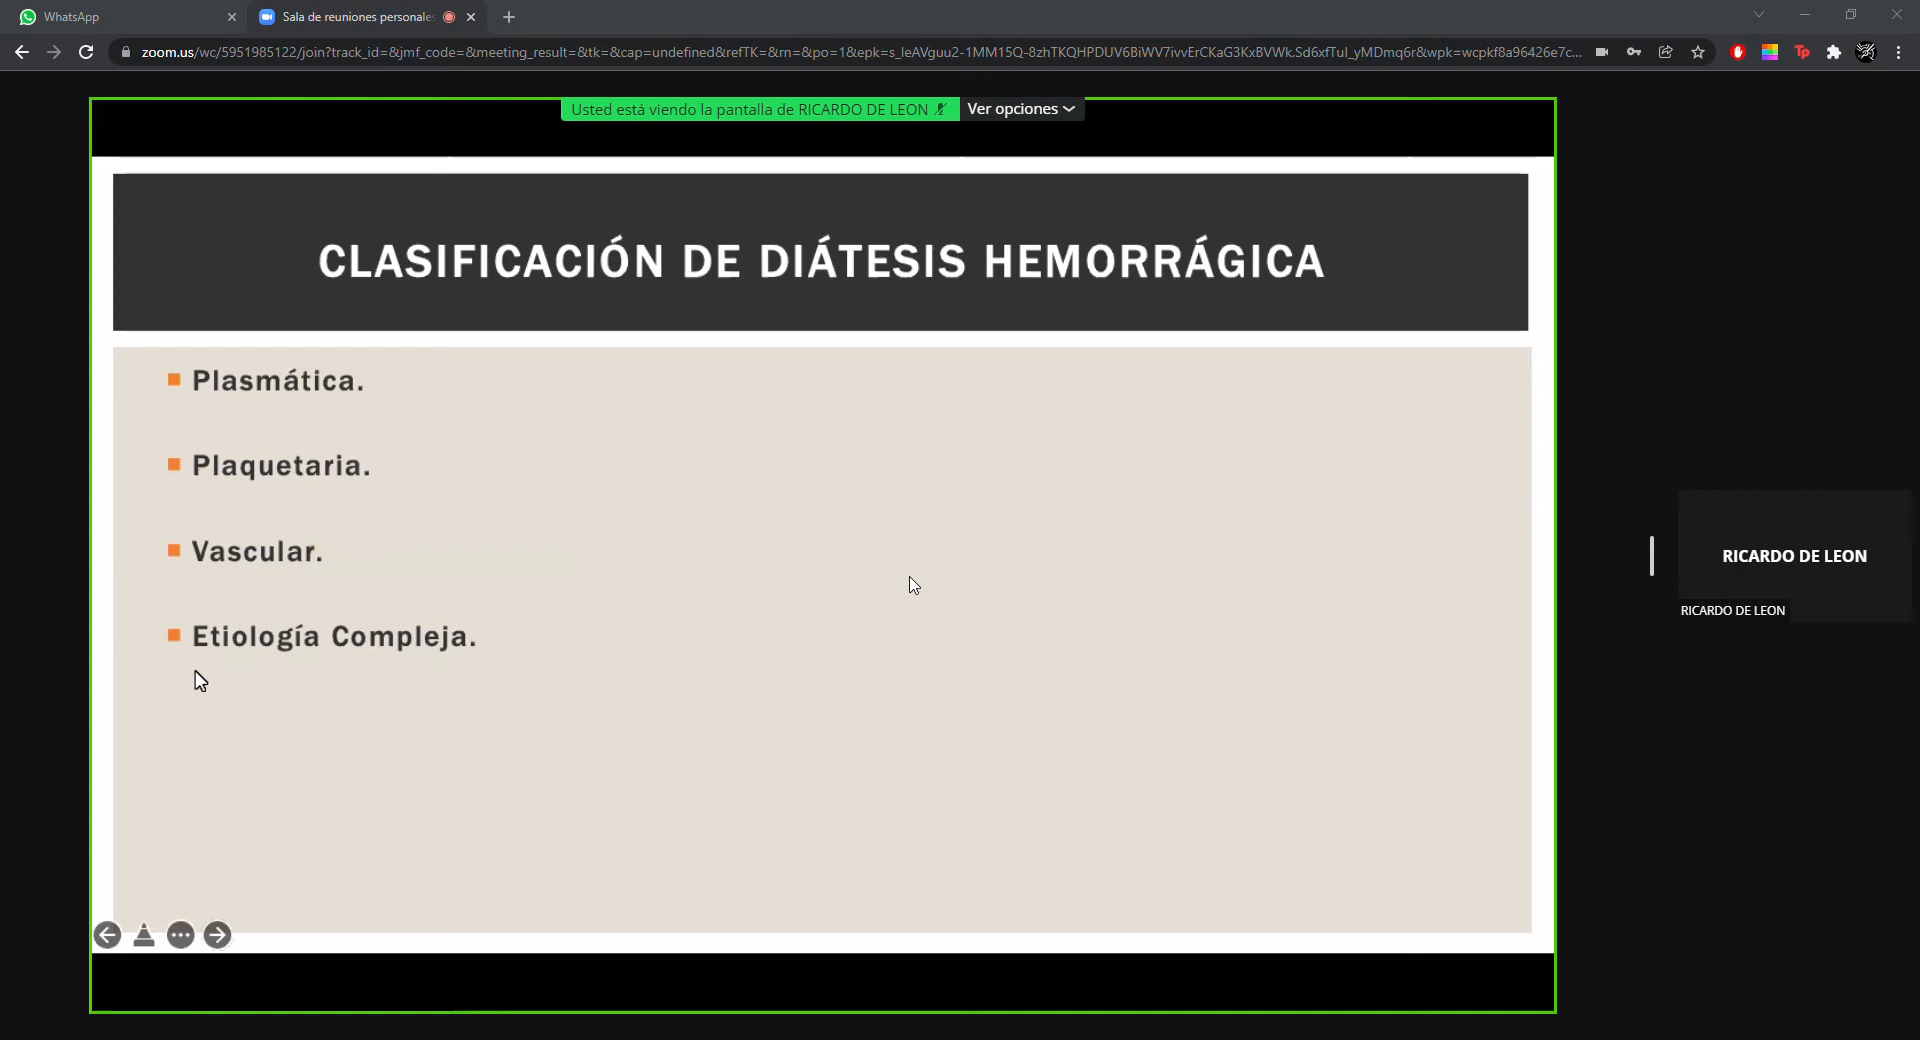 WhatsApp
Sala de reuniones personales
zoom.us/wc/5951985122/join?track_id=&jmf_code=&meeting_result=&tk=&cap=undefined&refTK=&rn=&po=1&epk=s_leAVguu2-1MM15Q-8zhTKQHPDUV6BiWV7ivvErCKaG3KxBVWk.Sd6xfTuI_yMDmq6r&wpk=wcpkf8a96426e7c...
Usted está viendo la pantalla de RICARDO DE LEON
Ver opciones
CLASIFICACIÓN DE DIÁTESIS HEMORRÁGICA
Plasmática.
Plaquetaria.
Vascular.
Etiología Compleja.
RICARDO DE LEON
RICARDO DE LEON